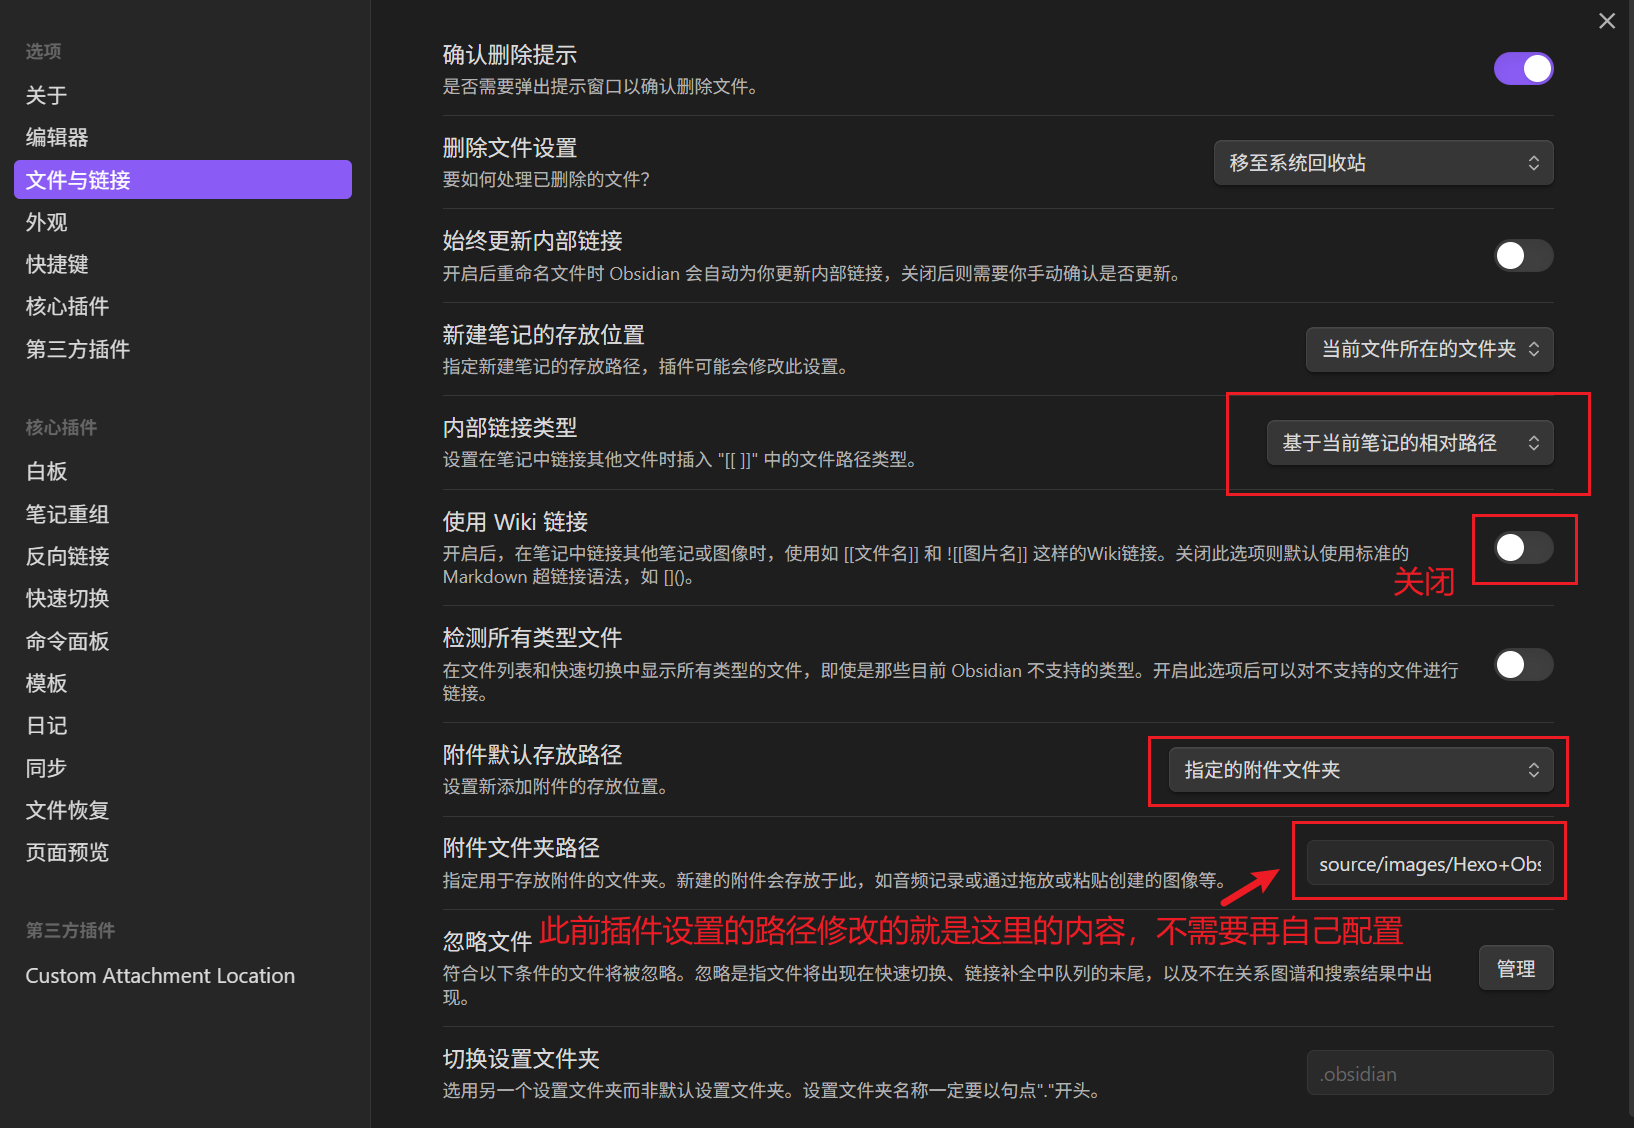 选项
关于
编辑器
文件与链接
外观
快捷键
核心插件
第三方插件
核心插件
白板
笔记重组
反向链接
快速切换
命令面板
模板
日记
同步
文件恢复
页面预览
第三方插件
Custom Attachment Location
确认删除提示
是否需要弹出提示窗口以确认删除文件。
删除文件设置
要如何处理已删除的文件？
移至系统回收站
始终更新内部链接
开启后重命名文件时 Obsidian 会自动为你更新内部链接，关闭后则需要你手动确认是否更新。
新建笔记的存放位置
指定新建笔记的存放路径，插件可能会修改此设置。
当前文件所在的文件夹
内部链接类型
设置在笔记中链接其他文件时插入 "[[ ]]" 中的文件路径类型。
基于当前笔记的相对路径
使用 Wiki 链接
开启后，在笔记中链接其他笔记或图像时，使用如 [[文件名]] 和 ![[图片名]] 这样的Wiki链接。关闭此选项则默认使用标准的
Markdown 超链接语法，如 []()。
关闭
检测所有类型文件
在文件列表和快速切换中显示所有类型的文件，即使是那些目前 Obsidian 不支持的类型。开启此选项后可以对不支持的文件进行
链接。
附件默认存放路径
设置新添加附件的存放位置。
指定的附件文件夹
附件文件夹路径
指定用于存放附件的文件夹。新建的附件会存放于此，如音频记录或通过拖放或粘贴创建的图像等。
source/images/Hexo+Obs
此前插件设置的路径修改的就是这里的内容，不需要再自己配置
忽略文件
符合以下条件的文件将被忽略。忽略是指文件将出现在快速切换、链接补全中队列的末尾，以及不在关系图谱和搜索结果中出
现。
管理
切换设置文件夹
选用另一个设置文件夹而非默认设置文件夹。设置文件夹名称一定要以句点"."开头。
.obsidian